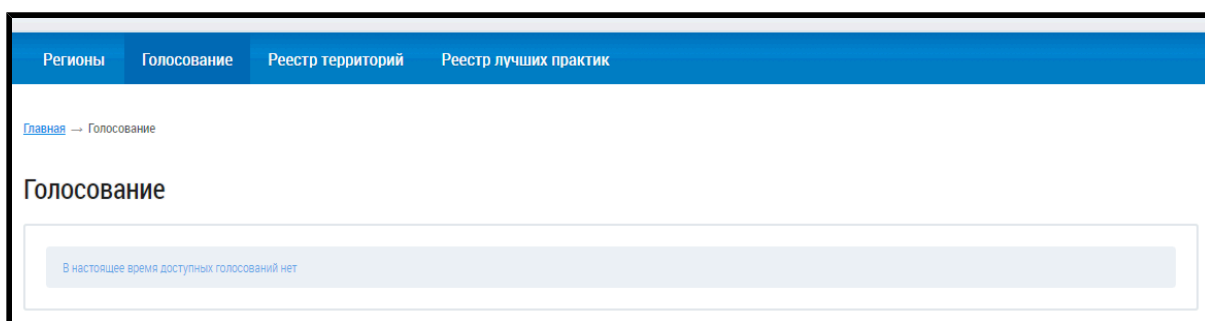 Регионы Голосование Реестр территорий Реестр лучших практик
Главная → Голосование
Голосование
В настоящее время доступных голосований нет